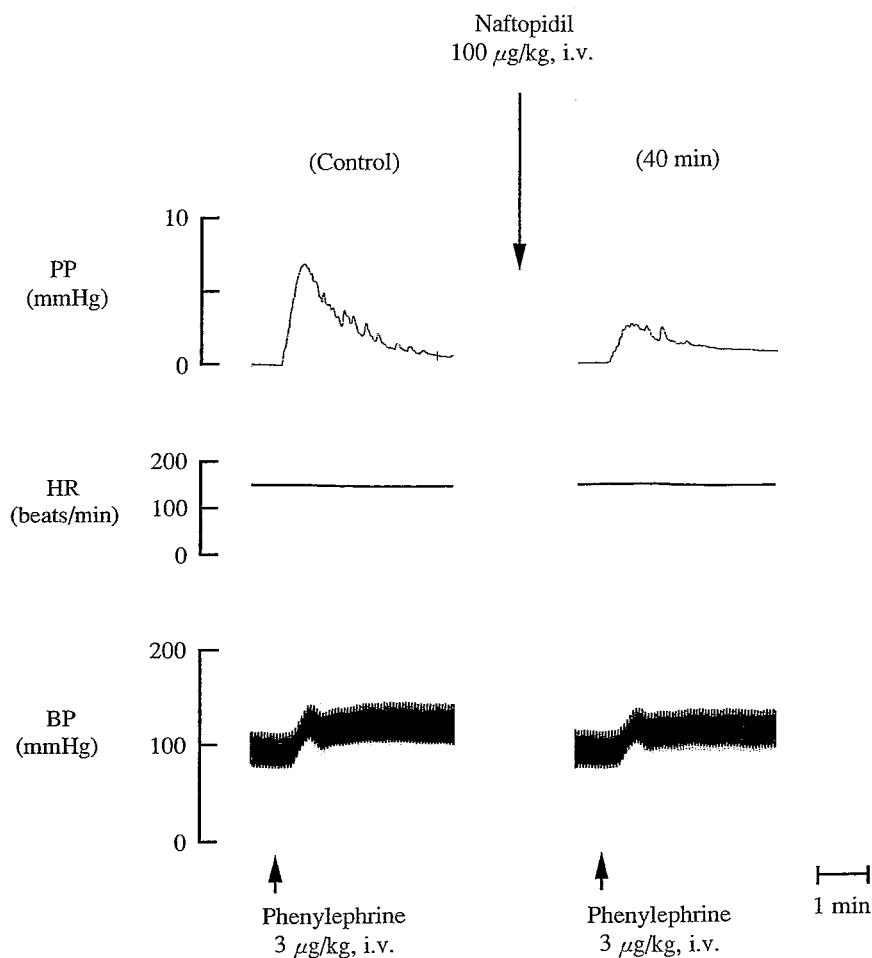 Naftopidil
100 μg/kg, i.v.
(Control)
(40 min)
10
PP
(mmHg)
0
200
HR
100
(beats/min)
0
200
BP
100
(mmHg)
0
Phenylephrine
3 μg/kg, i.v.
Phenylephrine
3 μg/kg, i.v.
1 min